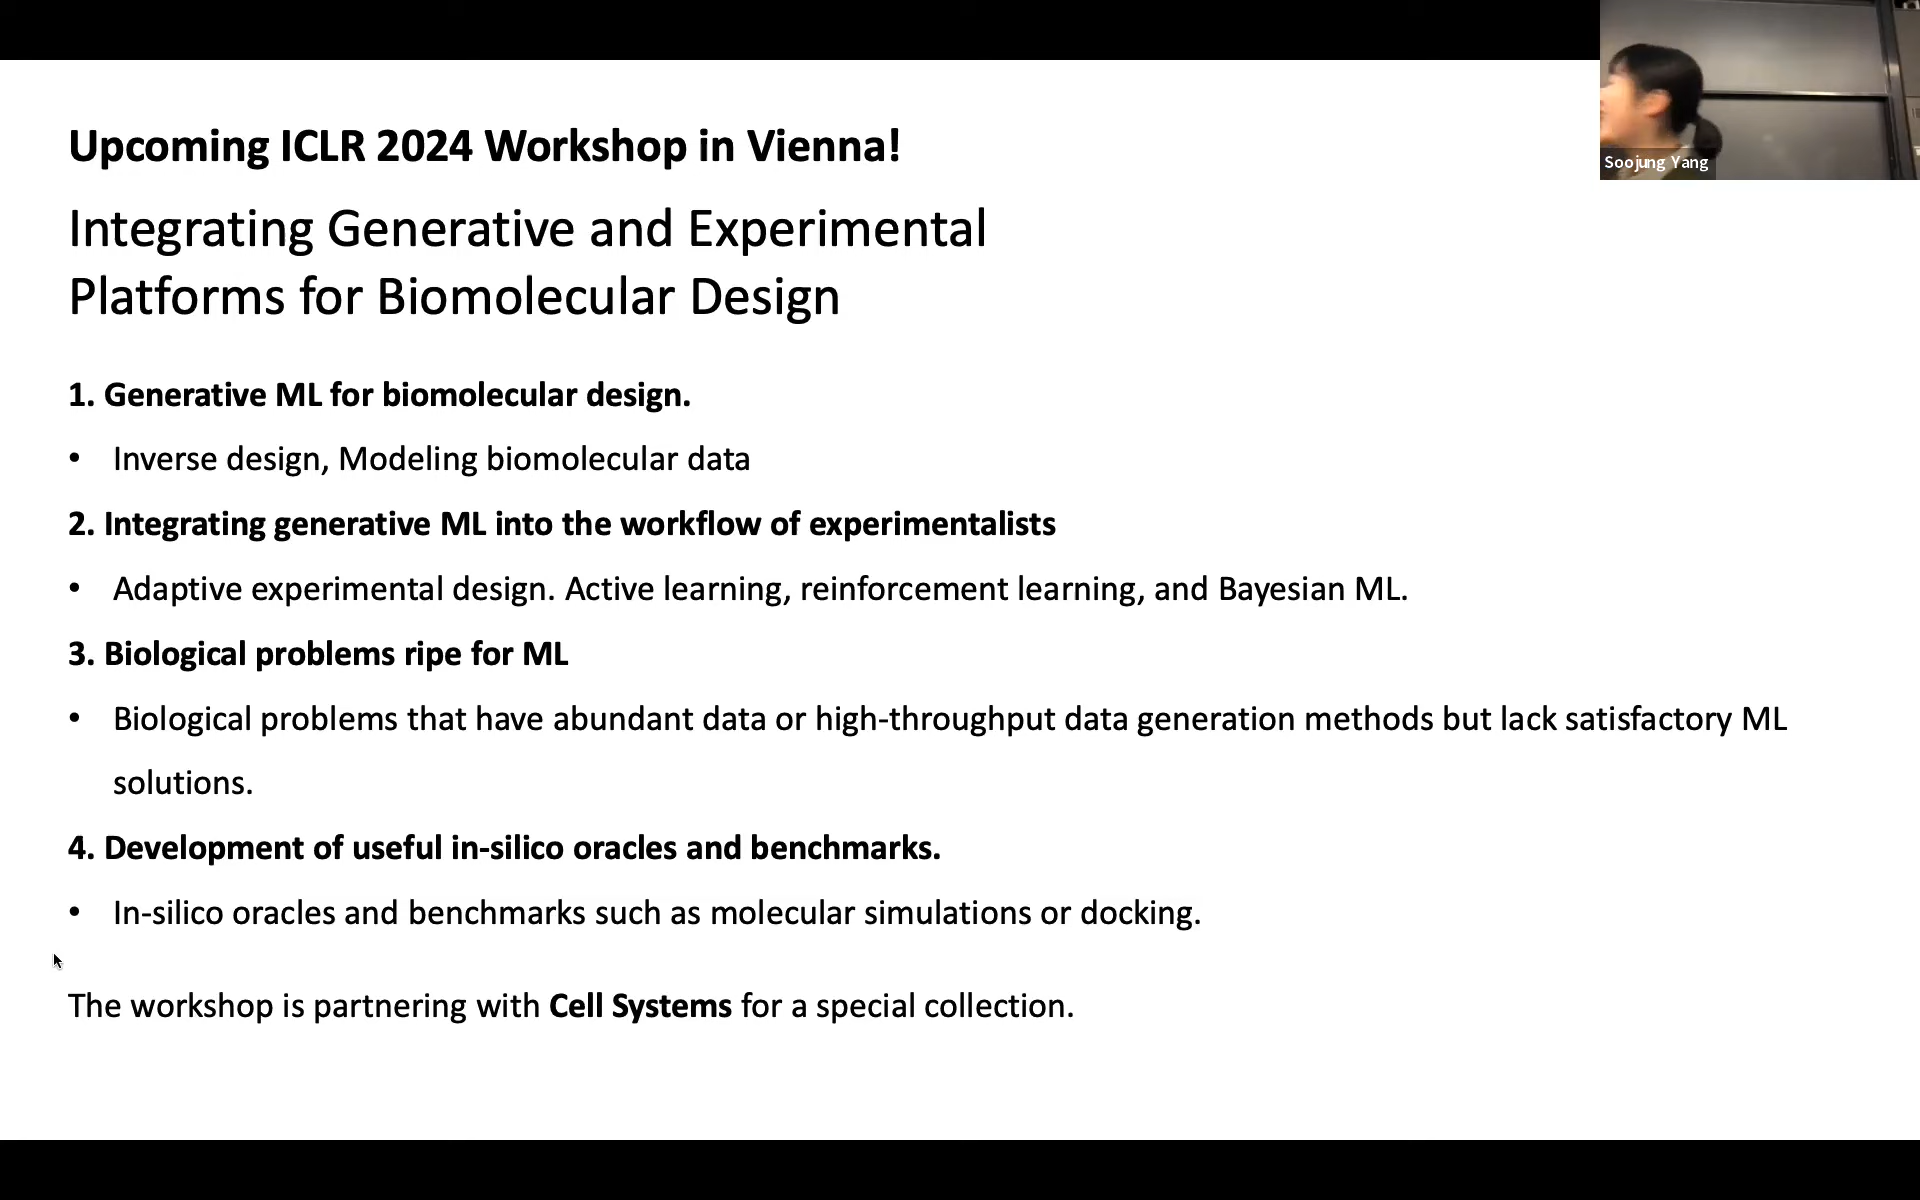 Upcoming ICLR 2024 Workshop in Vienna!
Integrating Generative and Experimental
Platforms for Biomolecular Design
1. Generative ML for biomolecular design.
• Inverse design, Modeling biomolecular data
2. Integrating generative ML into the workflow of experimentalists
• Adaptive experimental design. Active learning, reinforcement learning, and Bayesian ML.
3. Biological problems ripe for ML
• Biological problems that have abundant data or high-throughput data generation methods but lack satisfactory ML
solutions.
4. Development of useful in-silico oracles and benchmarks.
• In-silico oracles and benchmarks such as molecular simulations or docking.
The workshop is partnering with Cell Systems for a special collection.
Soojung Yang